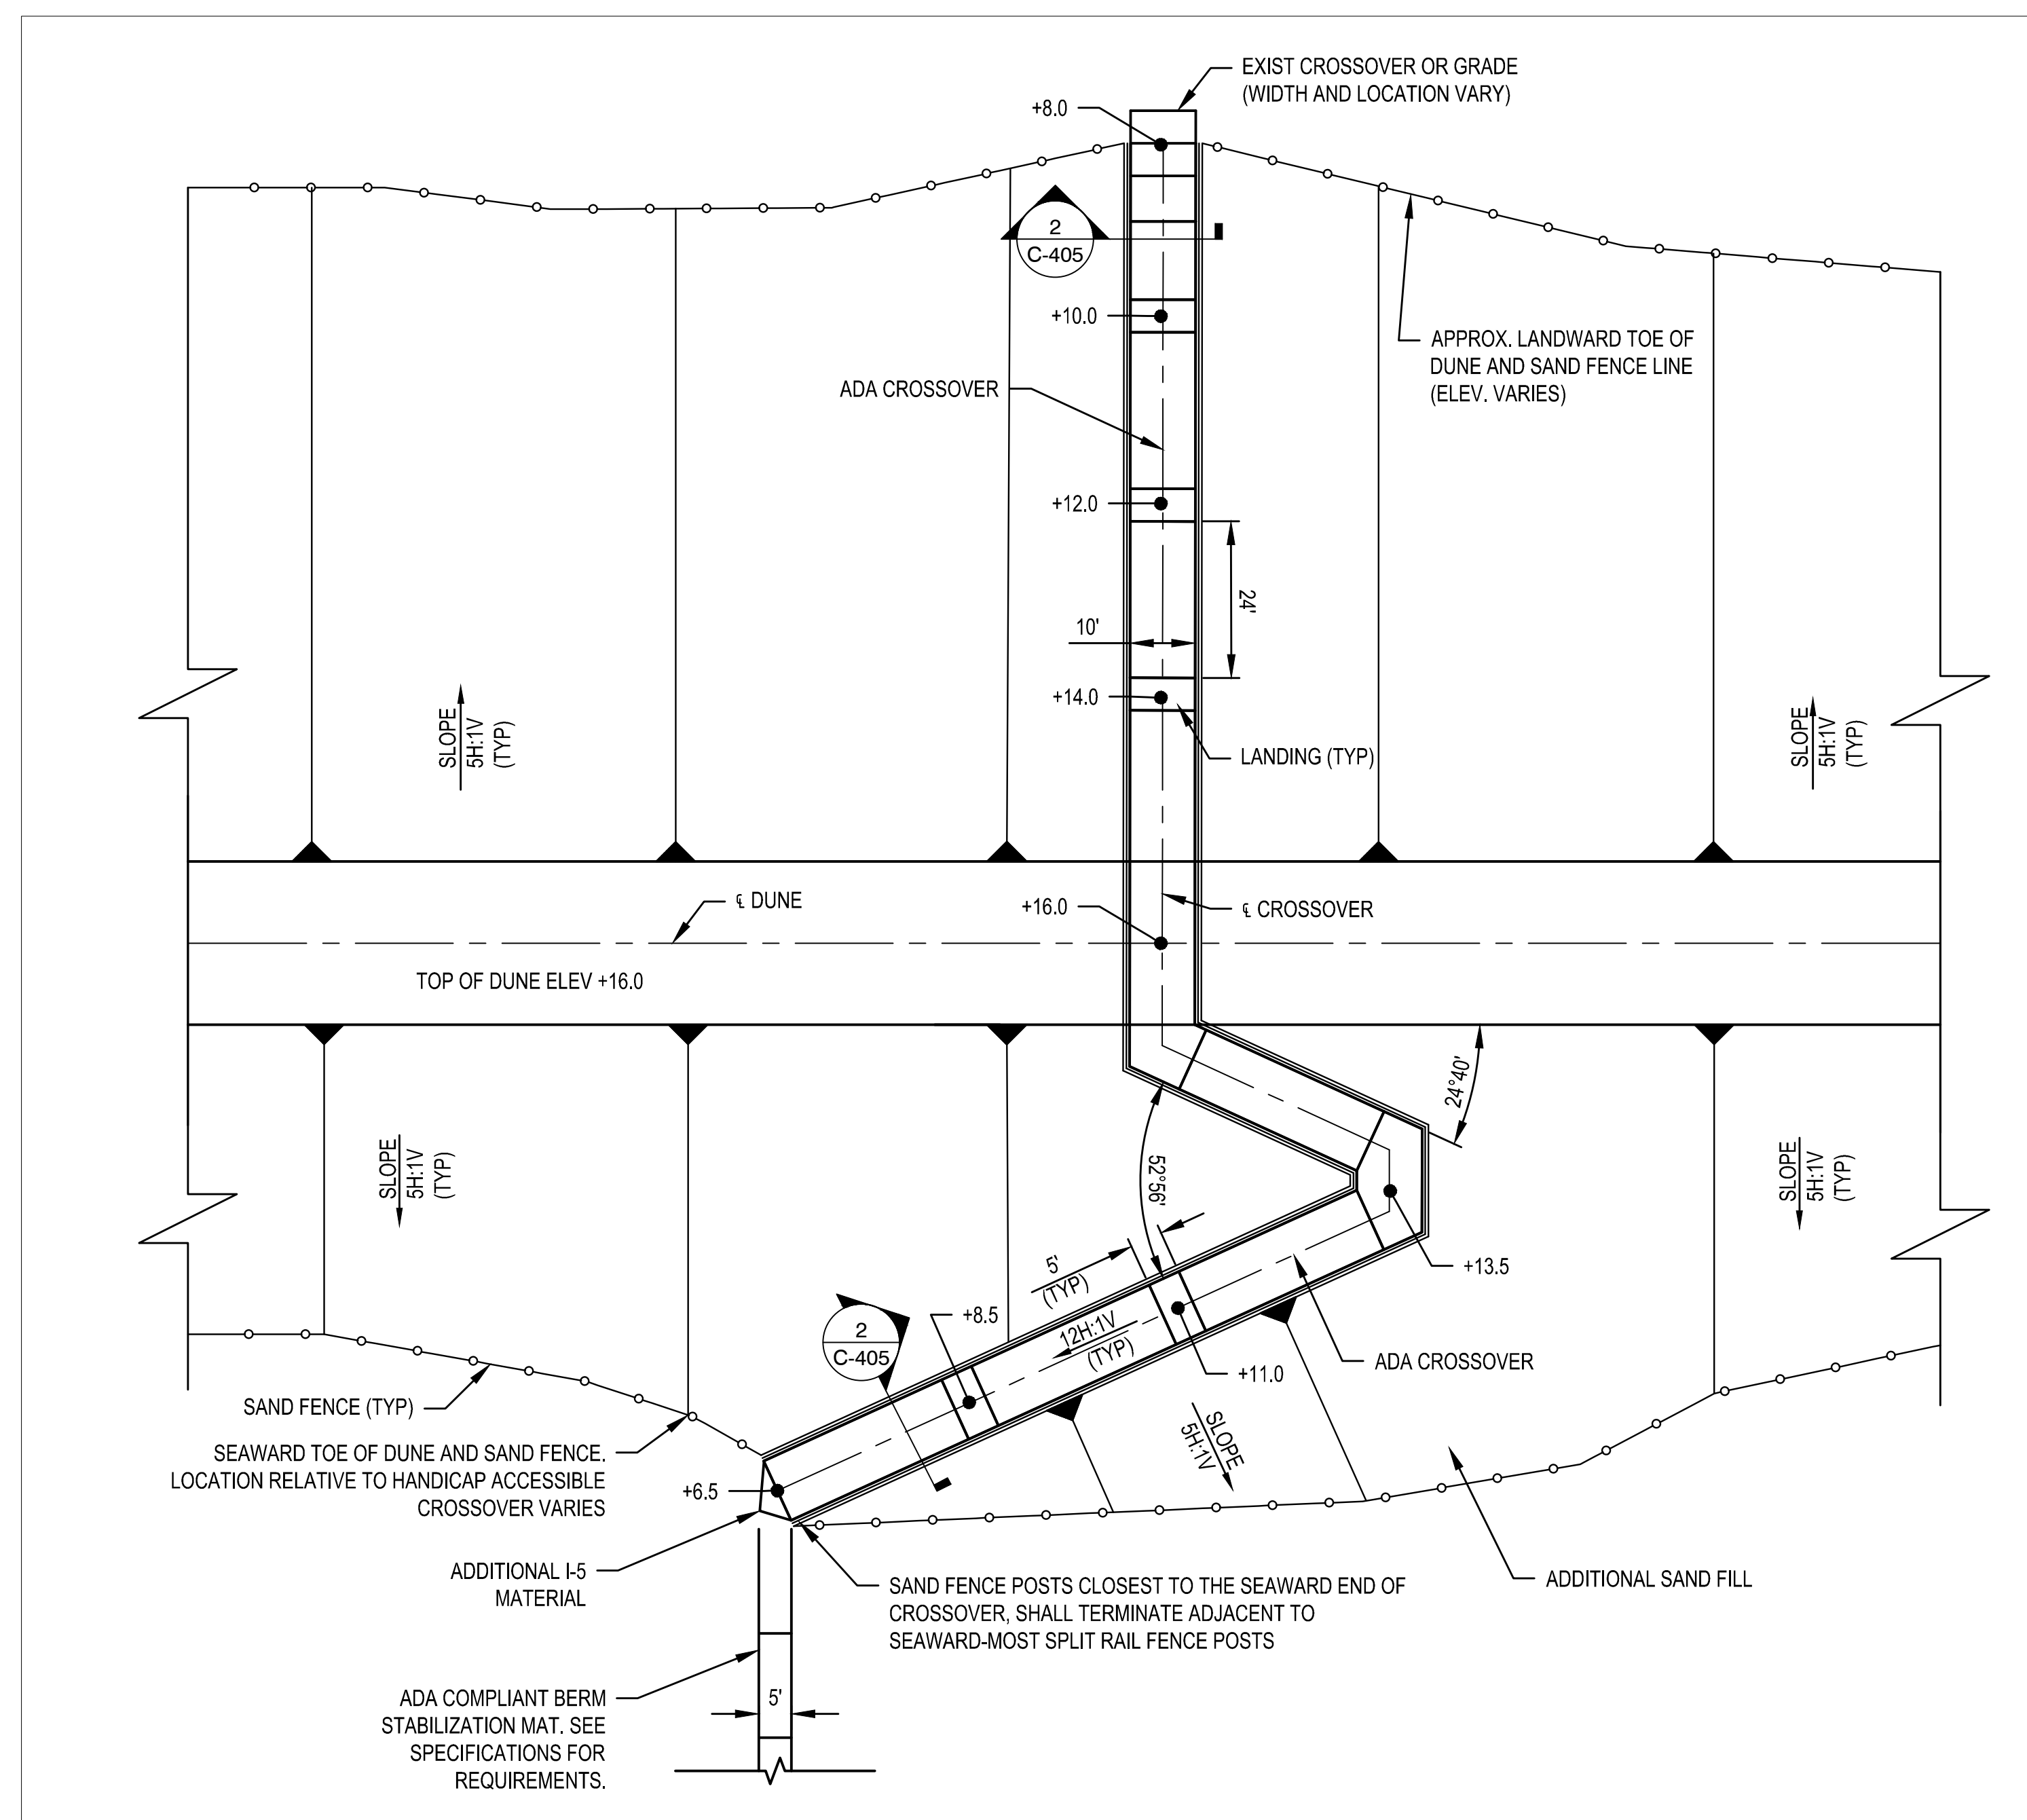 EXIST CROSSOVER OR GRADE
(WIDTH AND LOCATION VARY)
+8.0
2
C-405
+10.0
APPROX. LANDWARD TOE OF
DUNE AND SAND FENCE LINE
(ELEV. VARIES)
ADA CROSSOVER
+12.0
24'
10'
+14.0
SLOPE
5H:1V
(TYP)
LANDING (TYP)
SLOPE
5H:1V
(TYP)
℄ DUNE
+16.0
℄ CROSSOVER
TOP OF DUNE ELEV +16.0
24°40'
SLOPE
5H:1V
(TYP)
52°56'
SLOPE
5H:1V
(TYP)
+13.5
5'
(TYP)
+8.5
12H:1V
(TYP)
2
C-405
ADA CROSSOVER
+11.0
SAND FENCE (TYP)
SLOPE
5H:1V
SEAWARD TOE OF DUNE AND SAND FENCE.
LOCATION RELATIVE TO HANDICAP ACCESSIBLE
CROSSOVER VARIES
+6.5
ADDITIONAL I-5
MATERIAL
SAND FENCE POSTS CLOSEST TO THE SEAWARD END OF
CROSSOVER, SHALL TERMINATE ADJACENT TO
SEAWARD-MOST SPLIT RAIL FENCE POSTS
ADDITIONAL SAND FILL
ADA COMPLIANT BERM
STABILIZATION MAT. SEE
SPECIFICATIONS FOR
REQUIREMENTS.
5'